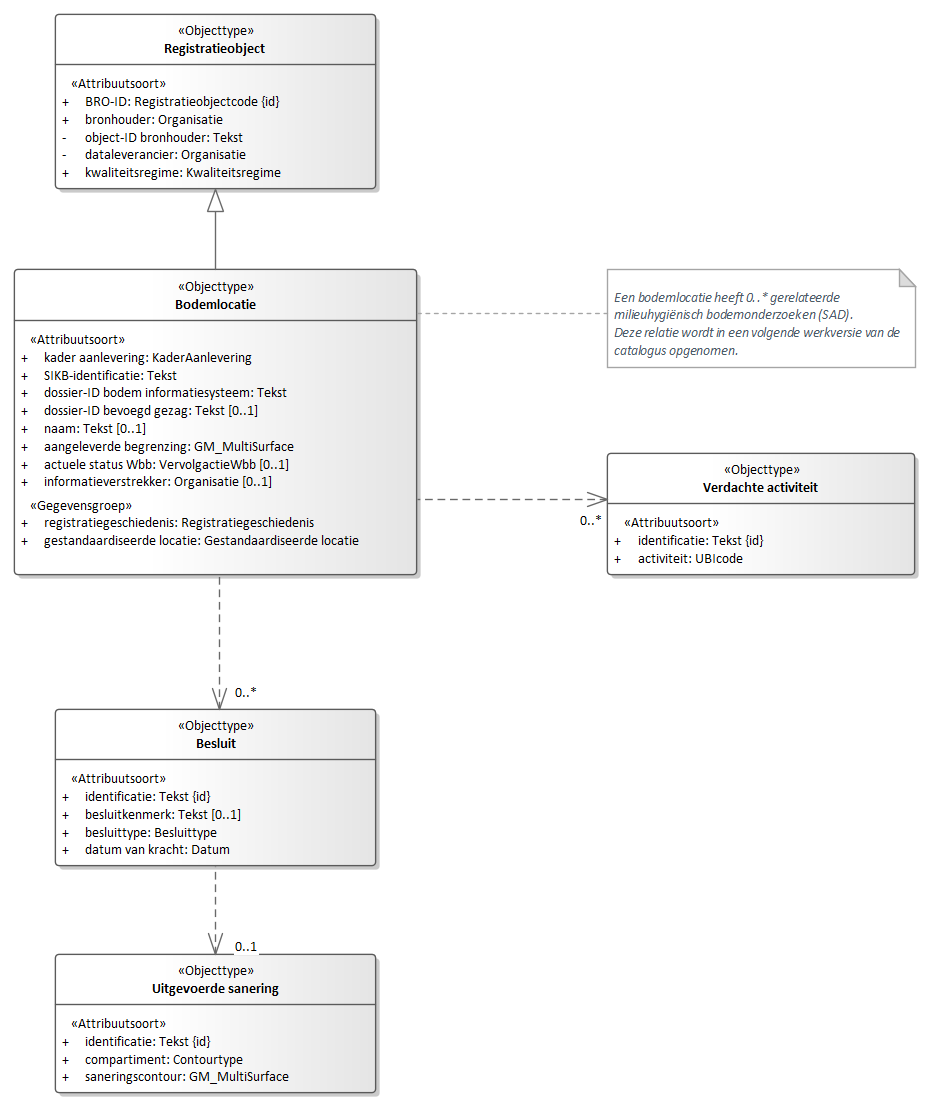 «Objecttype»
Registratieobject
«Attribuutsoort»
+ BRO-ID: Registratieobjectcode {id}
+ bronhouder: Organisatie
- object-ID bronhouder: Tekst
- dataleverancier: Organisatie
+ kwaliteitsregime: Kwaliteitsregime
«Objecttype»
Bodemlocatie
«Attribuutsoort»
+ kader aanlevering: KaderAanlevering
+ SIKB-identificatie: Tekst
+ dossier-ID bodem informatiesysteem: Tekst
+ dossier-ID bevoegd gezag: Tekst [0..1]
+ naam: Tekst [0..1]
+ aangeleverde begrenzing: GM_MultiSurface
+ actuele status Wbb: VervolgactieWbb [0..1]
+ informatieverstrekker: Organisatie [0..1]
«Gegevensgroep»
+ registratiegeschiedenis: Registratiegeschiedenis
+ gestandaardiseerde locatie: Gestandaardiseerde locatie
Een bodemlocatie heeft 0..* gerelateerde
milieuhygiënisch bodemonderzoeken (SAD).
Deze relatie wordt in een volgende werkversie van de
catalogus opgenomen.
0..*
«Objecttype»
Verdachte activiteit
«Attribuutsoort»
+ identificatie: Tekst {id}
+ activiteit: UBIcode
0..*
«Objecttype»
Besluit
«Attribuutsoort»
+ identificatie: Tekst {id}
+ besluitkenmerk: Tekst [0..1]
+ besluittype: Besluittype
+ datum van kracht: Datum
0..1
«Objecttype»
Uitgevoerde sanering
«Attribuutsoort»
+ identificatie: Tekst {id}
+ compartiment: Contourtype
+ saneringscontour: GM_MultiSurface